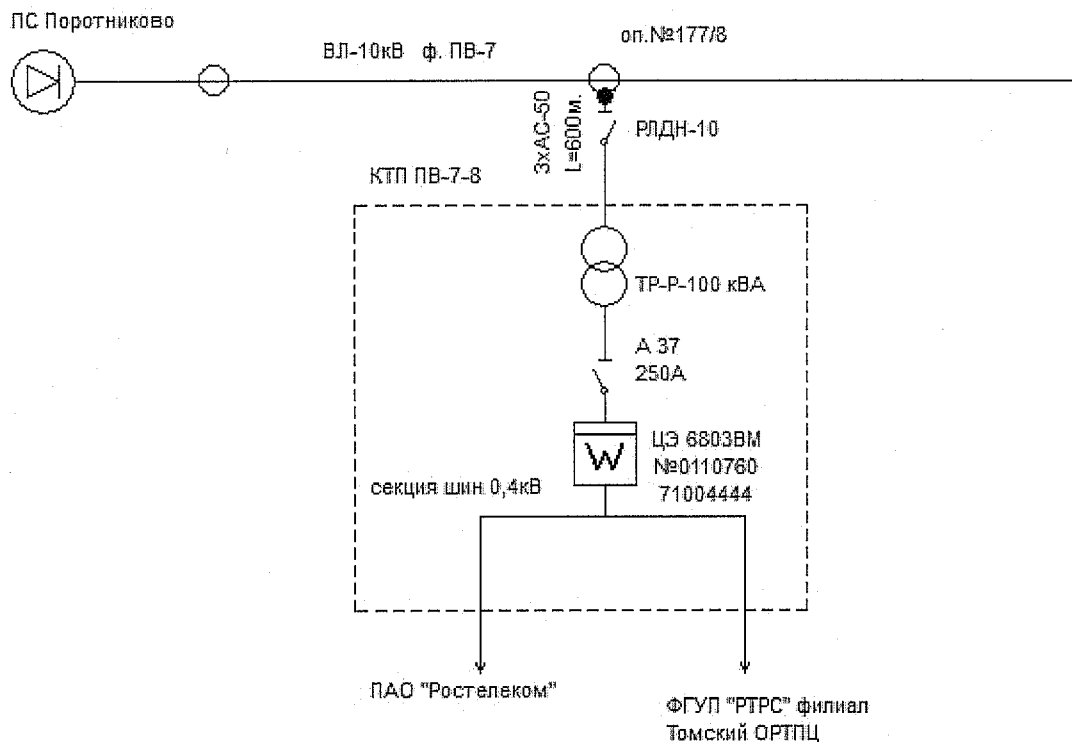 ПС Поротниково
ВЛ-10кВ ф. ПВ-7
оп.№177/8
3хАС-50
L=600м.
РЛДН-10
КТП ПВ-7-8
ТР-Р-100 кВА
А 37
250А
W
ЦЭ 6803ВМ
№0110760
71004444
секция шин 0,4кВ
ПАО "Ростелеком"
ФГУП "РТРС" филиал
Томский ОРТПЦ